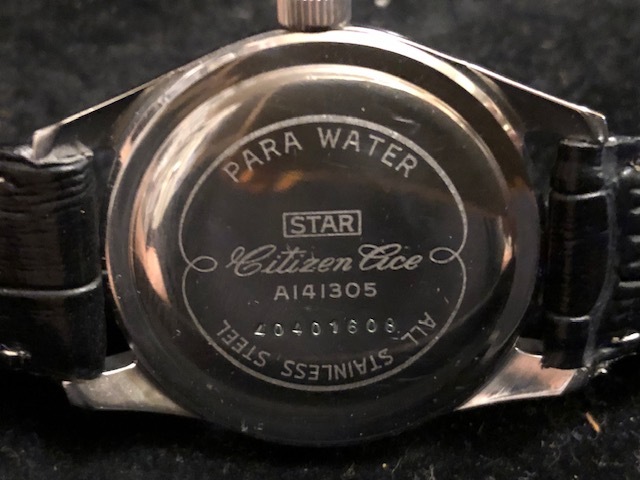 PARA WATER
STAR
Citizen Ace
A141305
40401608
ALL STAINLESS STEEL